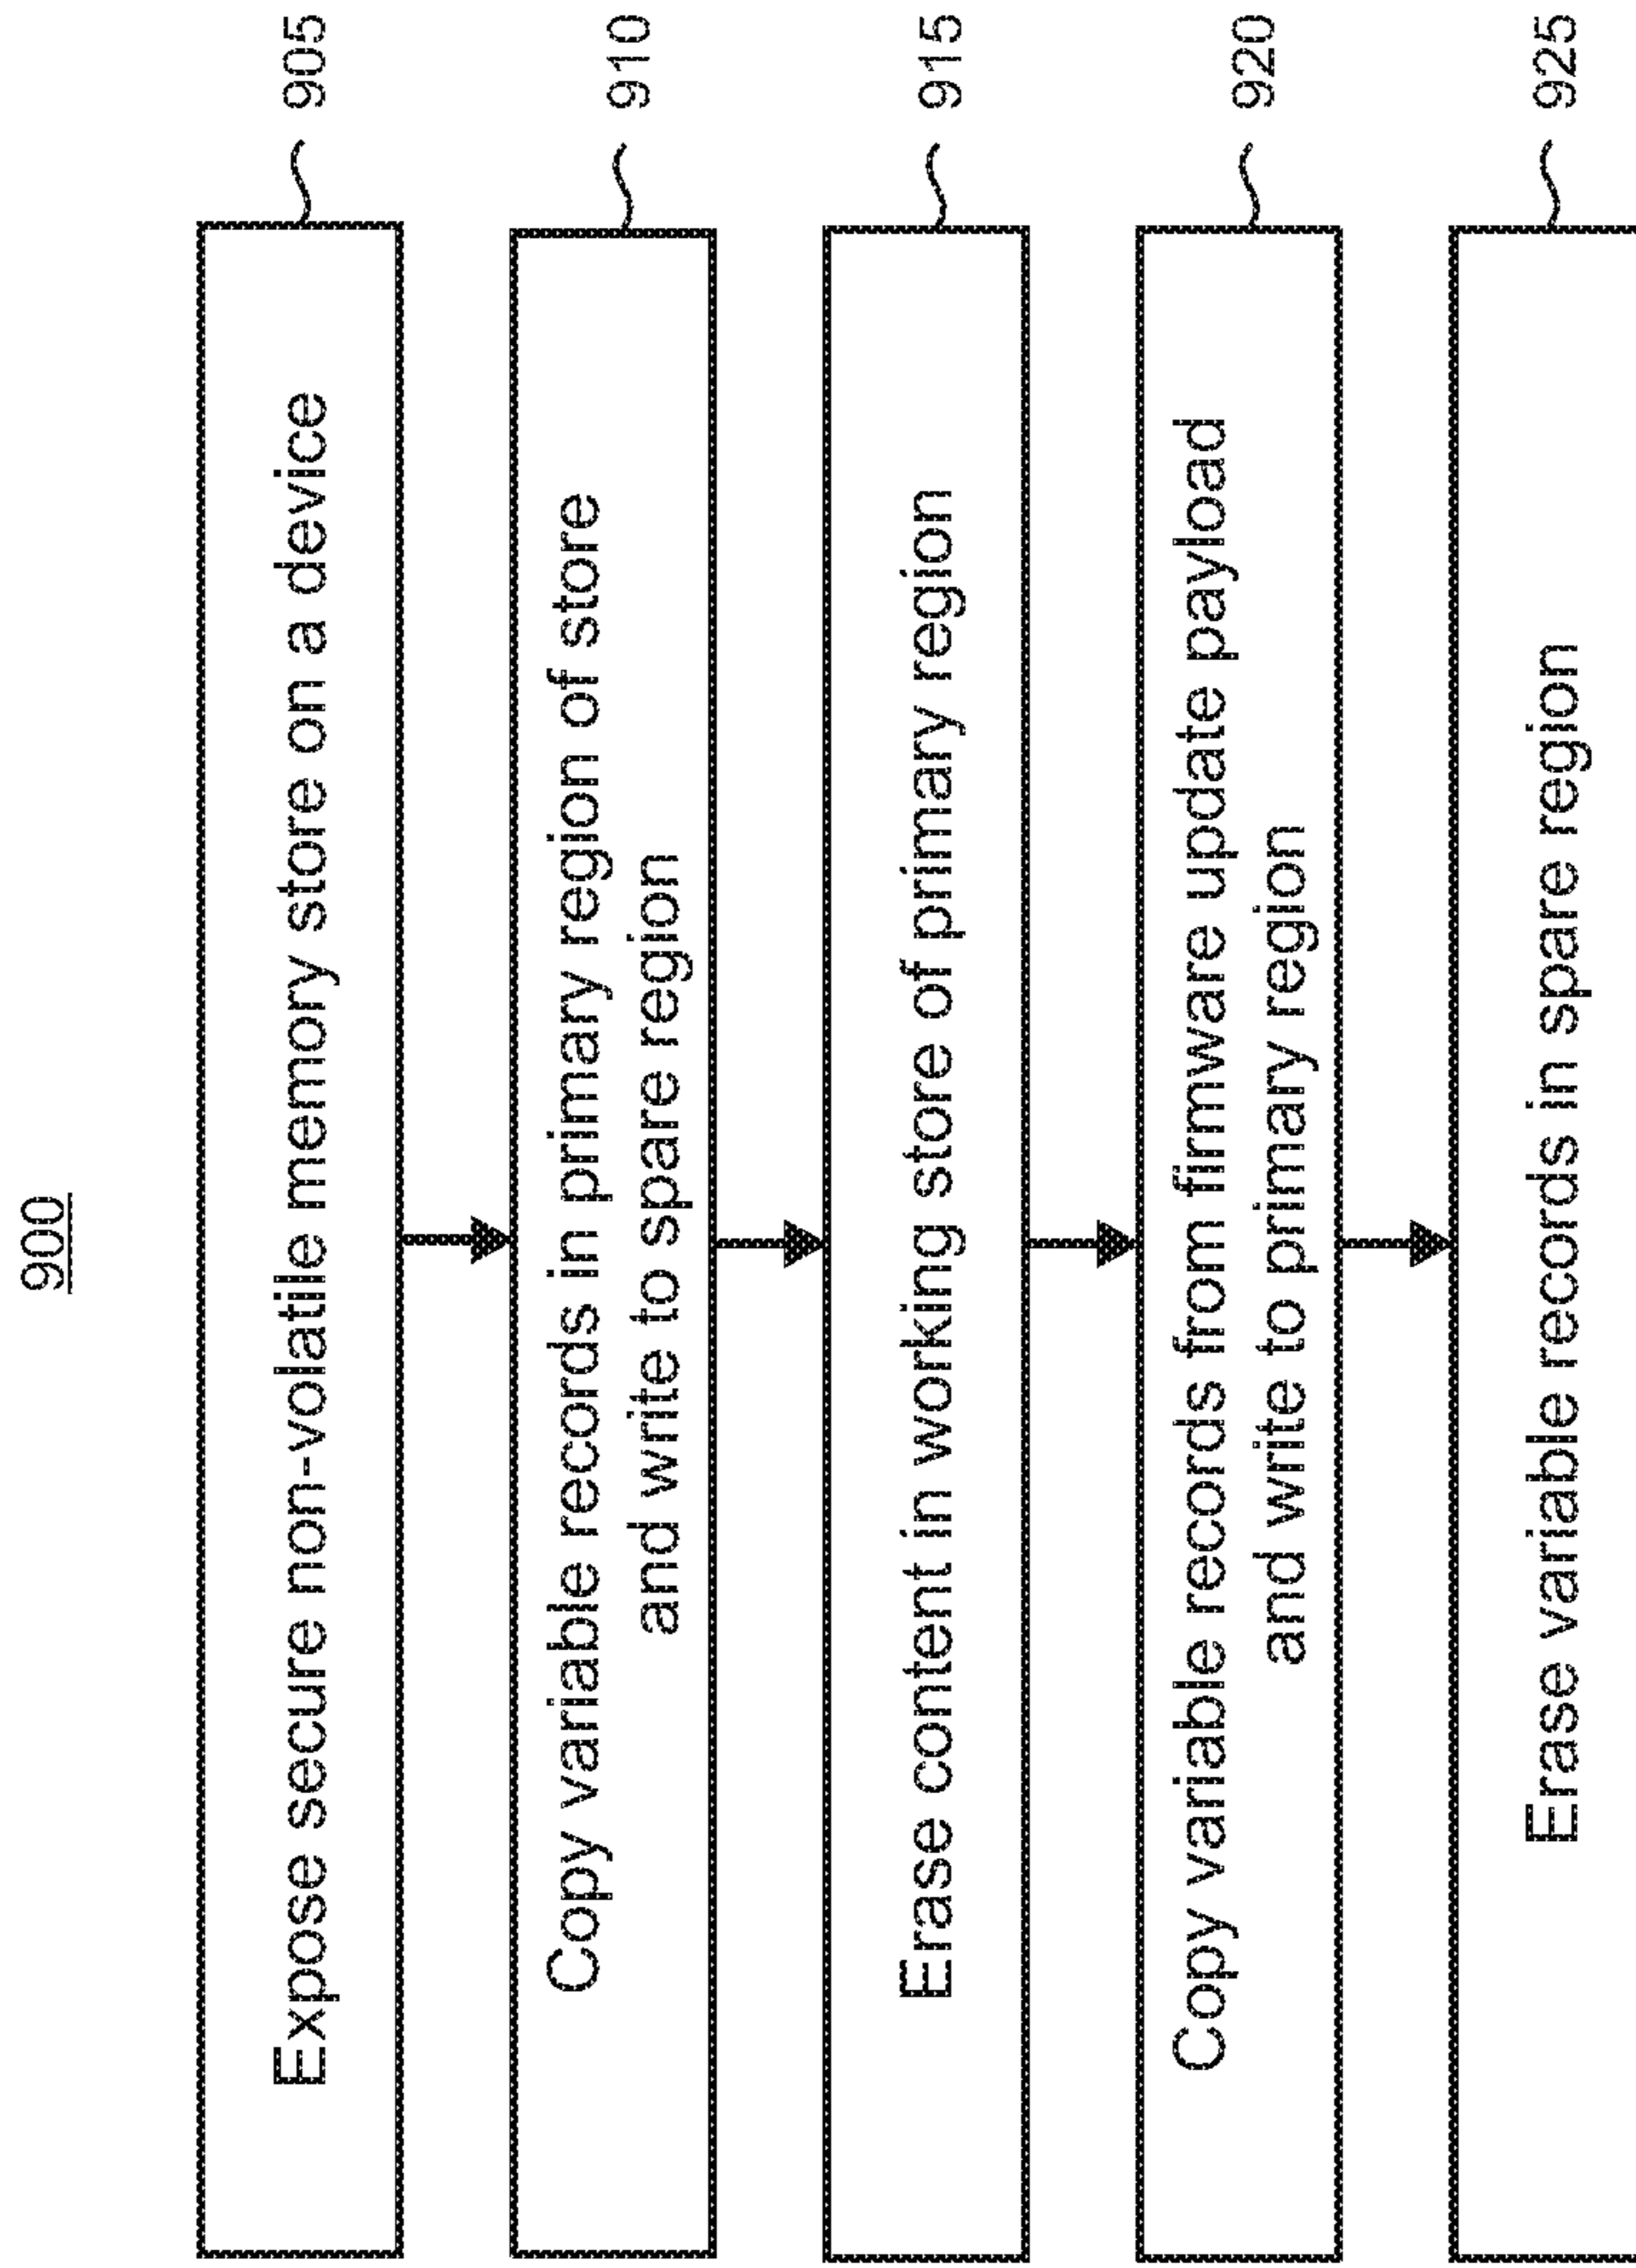 900
Expose secure non-volatile memory store on a device
905
Copy variable records in primary region of store
and write to spare region
910
Erase content in working store of primary region
915
Copy variable records from firmware update payload
and write to primary region
920
Erase variable records in spare region
925